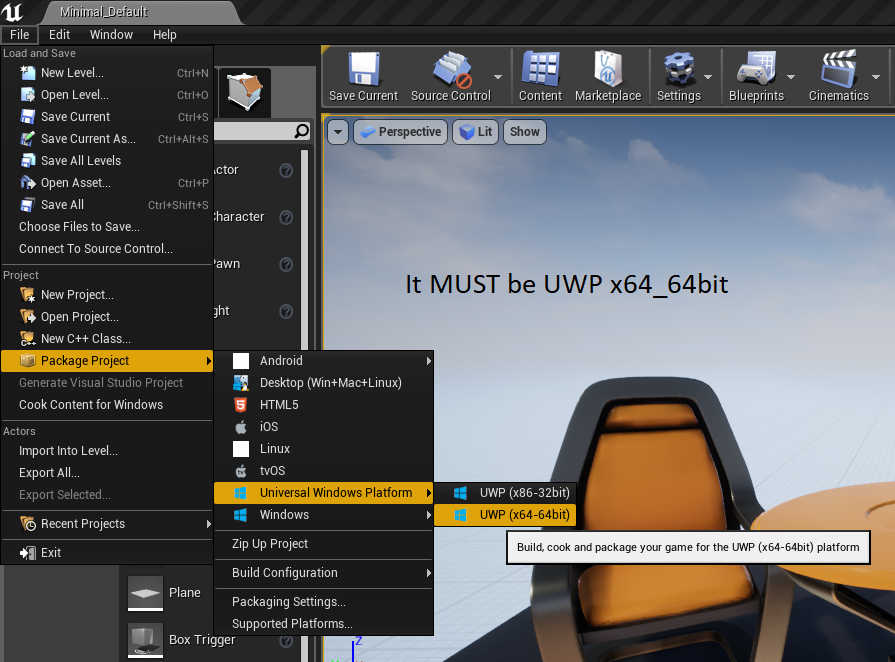 Minimal_Default
File Edit Window Help
Load and Save
New Level... Ctrl+N
Open Level... Ctrl+O
Save Current Ctrl+S
Save Current As... Ctrl+Alt+S
Save All Levels
Open Asset... Ctrl+P
Save All Ctrl+Shift+S
Choose Files to Save...
Connect To Source Control...
Project
New Project...
Open Project...
New C++ Class...
Package Project
Generate Visual Studio Project
Cook Content for Windows
Actors
Import Into Level...
Export All...
Export Selected...
Recent Projects
Exit
Save Current Source Control Content Marketplace Settings Blueprints Cinematics
Perspective Lit Show
ctor
haracter
awn
ght
It MUST be UWP x64_64bit
Android
Desktop (Win+Mac+Linux)
HTML5
iOS
Linux
tvOS
Universal Windows Platform
Windows
Zip Up Project
Build Configuration
Packaging Settings...
Supported Platforms...
UWP (x86-32bit)
UWP (x64-64bit)
Build, cook and package your game for the UWP (x64-64bit) platform
Plane
Box Trigger
z